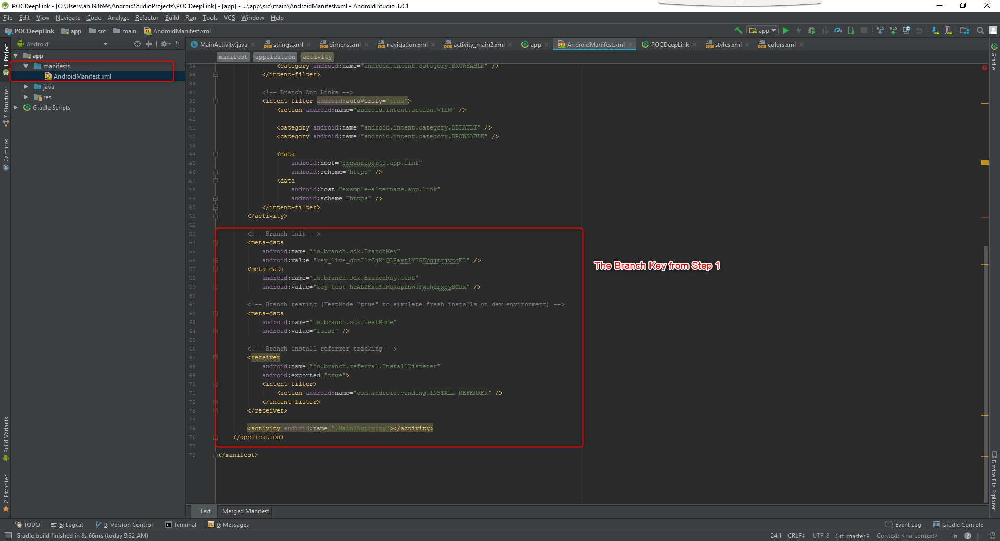 POCDeepLink - [C:\Users\ah398699\AndroidStudioProjects\POCDeepLink] - [app] - ...\app\src\main\AndroidManifest.xml - Android Studio 3.0.1
File Edit View Navigate Code Analyze Refactor Build Run Tools VCS Window Help
POCDeepLink app src main AndroidManifest.xml app VCS VCS
Android MainActivity.java strings.xml dimens.xml navigation.xml activity_main2.xml app AndroidManifest.xml POCDeepLink styles.xml colors.xml
manifest application activity
1: Project
7: Structure
Captures
Build Variants
2: Favorites
app
manifests
AndroidManifest.xml
java
res
Gradle Scripts
34 <category android:name="android.intent.category.BROWSABLE" />
35 </intent-filter>
36
37 <!-- Branch App Links -->
38 <intent-filter android:autoVerify="true">
39 <action android:name="android.intent.action.VIEW" />
40
41 <category android:name="android.intent.category.DEFAULT" />
42 <category android:name="android.intent.category.BROWSABLE" />
43
44 <data
45 android:host="crownresorts.app.link"
46 android:scheme="https" />
47 <data
48 android:host="example-alternate.app.link"
49 android:scheme="https" />
50 </intent-filter>
51 </activity>
52
53 <!-- Branch init -->
54 <meta-data
55 android:name="io.branch.sdk.BranchKey"
56 android:value="key_live_gbzI1rCjKiQLRamtlYTGEbgjtrjvtgEL" />
57 <meta-data
58 android:name="io.branch.sdk.BranchKey.test"
59 android:value="key_test_hcALZExdTiKQRapEbWJFWlhcrxeyBCDx" />
60
61 <!-- Branch testing (TestMode "true" to simulate fresh installs on dev environment) -->
62 <meta-data
63 android:name="io.branch.sdk.TestMode"
64 android:value="false" />
65
66 <!-- Branch install referrer tracking -->
67 <receiver
68 android:name="io.branch.referral.InstallListener"
69 android:exported="true">
70 <intent-filter>
71 <action android:name="com.android.vending.INSTALL_REFERRER" />
72 </intent-filter>
73 </receiver>
74
75 <activity android:name=".Main2Activity"></activity>
76 </application>
77
78 </manifest>
The Branch Key from Step 1
Gradle
Device File Explorer
Text Merged Manifest
TODO 6: Logcat 9: Version Control Terminal 0: Messages Event Log Gradle Console
Gradle build finished in 8s 66ms (today 9:32 AM) 24:1 CRLF UTF-8 Git: master Context: <no context>